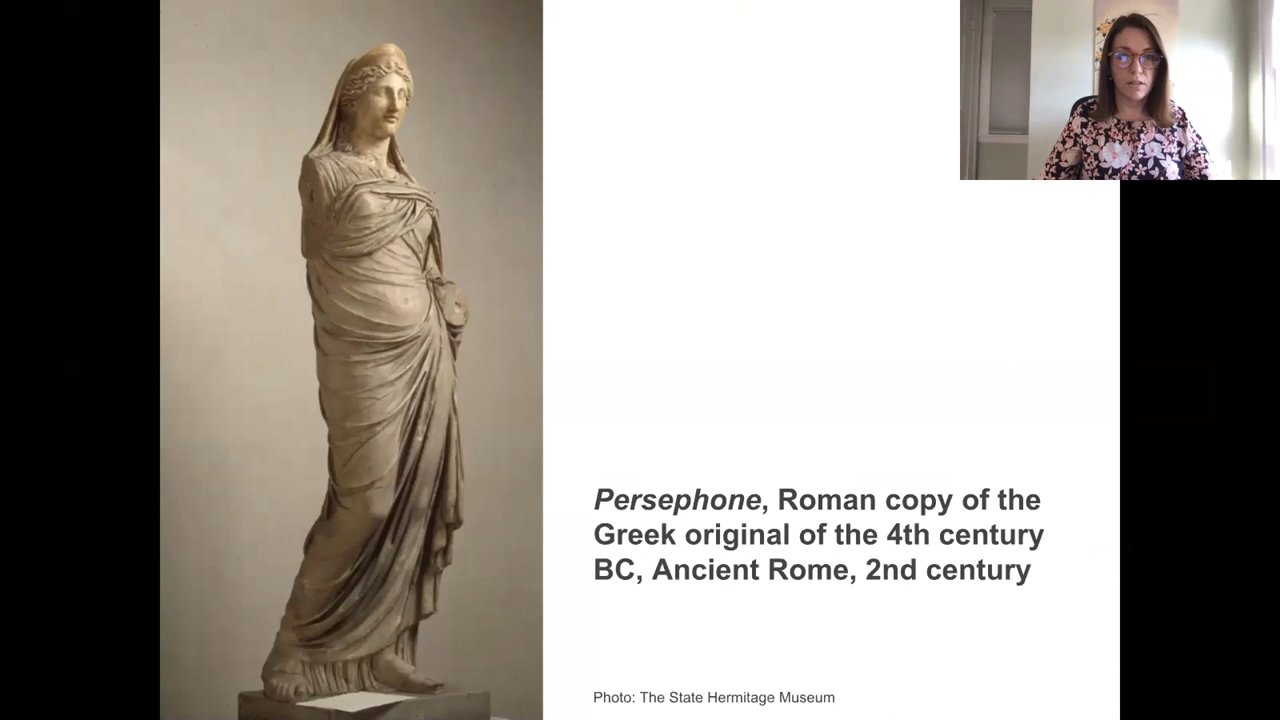 Persephone, Roman copy of the
Greek original of the 4th century
BC, Ancient Rome, 2nd century
Photo: The State Hermitage Museum